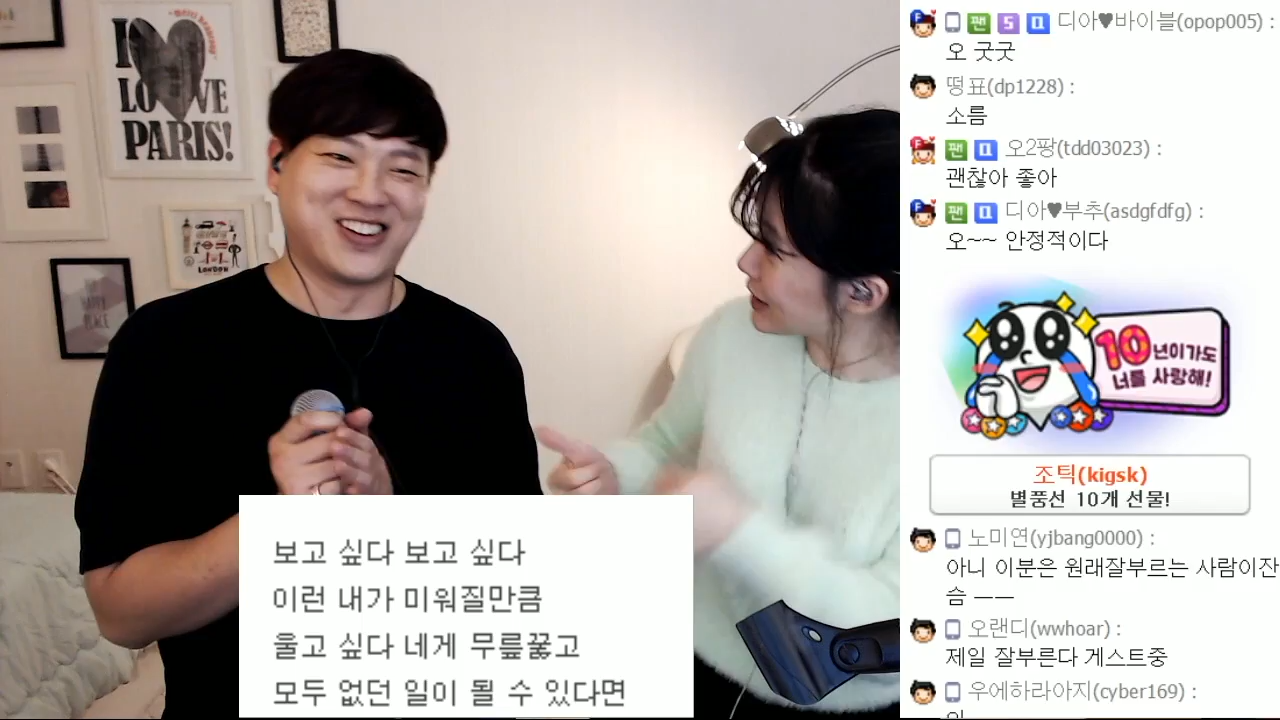 I
LOVE
PARIS!
LONDON
HAPPY
PLACE
보고 싶다 보고 싶다
이런 내가 미워질만큼
울고 싶다 네게 무릎꿇고
모두 없던 일이 될 수 있다면
팬 S 디아♥바이블(opop005) :
오 굿굿
떵표(dp1228) :
소름
팬 오2팡(tdd03023) :
괜찮아 좋아
팬 디아♥부추(asdgfdfg) :
오~~ 안정적이다
10년이가도
너를 사랑해!
조틱(kigsk)
별풍선 10개 선물!
노미연(yjbang0000) :
아니 이분은 원래잘부르는 사람이잔
슴 ㅡㅡ
오랜디(wwhoar) :
제일 잘부른다 게스트중
우에하라아지(cyber169) :